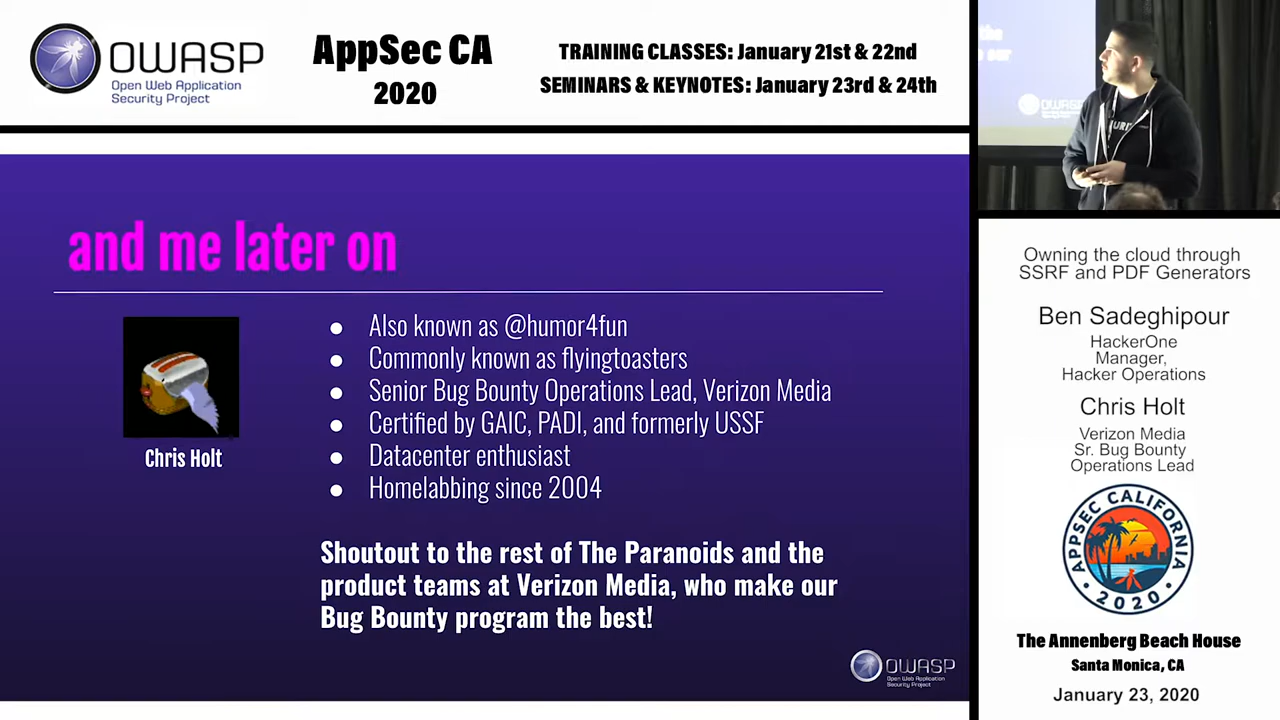 OWASP
Open Web Application
Security Project
AppSec CA
2020
TRAINING CLASSES: January 21st & 22nd
SEMINARS & KEYNOTES: January 23rd & 24th
and me later on
Chris Holt
● Also known as @humor4fun
● Commonly known as flyingtoasters
● Senior Bug Bounty Operations Lead, Verizon Media
● Certified by GAIC, PADI, and formerly USSF
● Datacenter enthusiast
● Homelabbing since 2004
Shoutout to the rest of The Paranoids and the
product teams at Verizon Media, who make our
Bug Bounty program the best!
OWASP
Open Web Application
Security Project
Owning the cloud through
SSRF and PDF Generators
Ben Sadeghipour
HackerOne
Manager,
Hacker Operations
Chris Holt
Verizon Media
Sr. Bug Bounty
Operations Lead
APPSEC CALIFORNIA
• 2020 •
The Annenberg Beach House
Santa Monica, CA
January 23, 2020